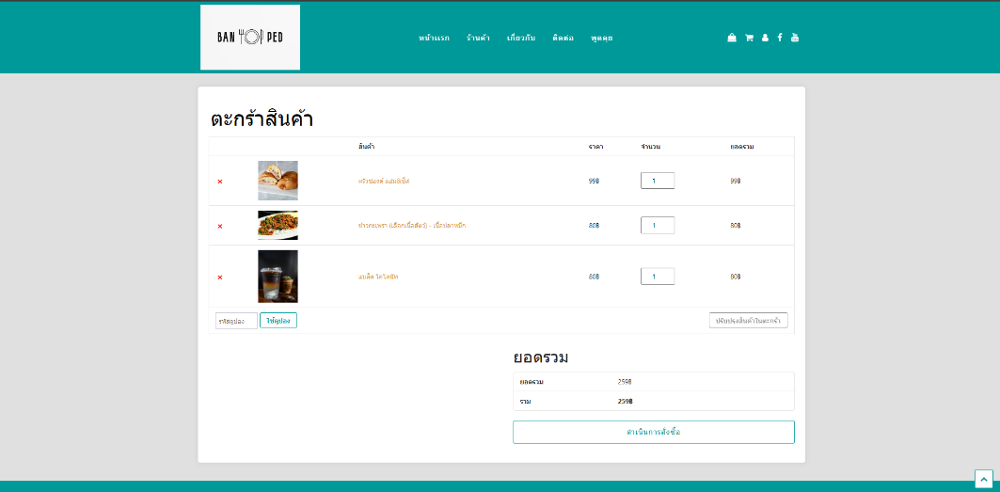 BAN PED
หน้าแรก ร้านค้า เกี่ยวกับ ติดต่อ พูดคุย
ตะกร้าสินค้า
สินค้า ราคา จำนวน ยอดรวม
× ครัวซองต์ แฮมชีเช็ส 99฿ 1 99฿
× ข้าวกะเพรา (เลือกเนื้อสัตว์) - เนื้อปลาหมึก 80฿ 1 80฿
× แบล็ค โคโคนัท 80฿ 1 80฿
รหัสคูปอง ใช้คูปอง ปรับปรุงสินค้าในตะกร้า
ยอดรวม
ยอดรวม 259฿
รวม 259฿
ดำเนินการสั่งซื้อ